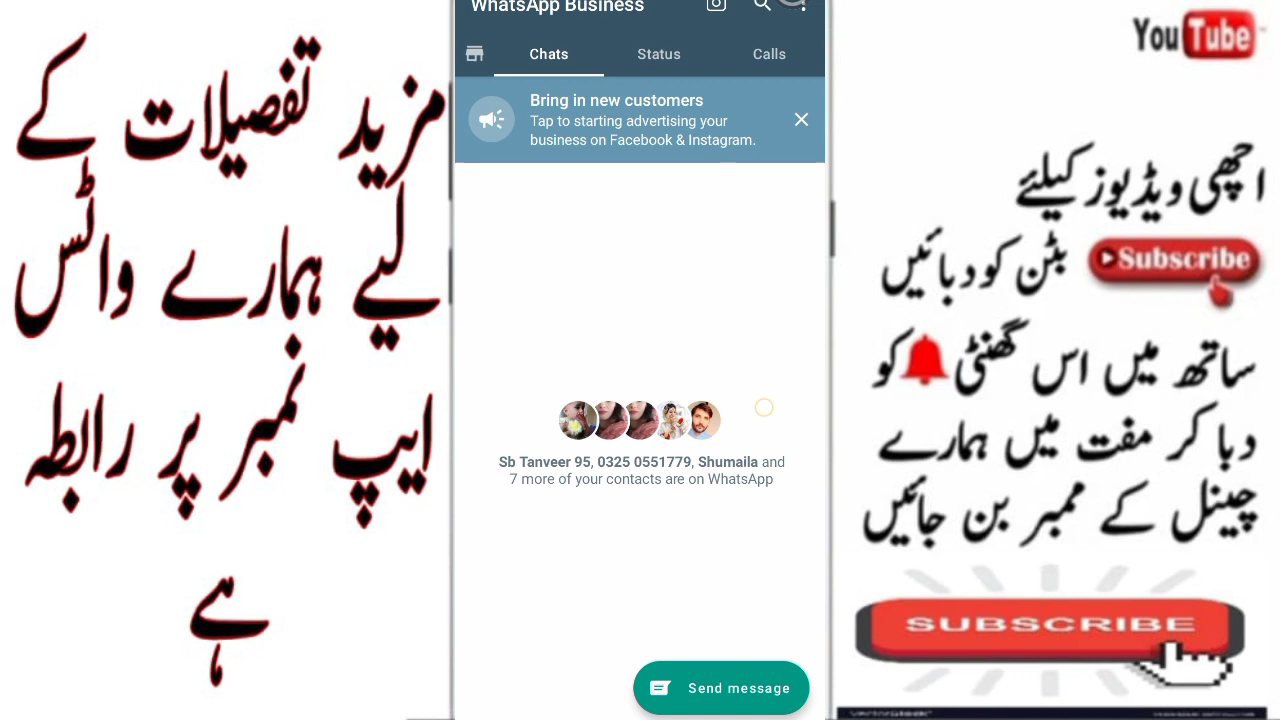 مزید تفصیلات کے
لیے ہمارے واٹس
ایپ نمبر پر رابطہ
ہے
WhatsApp Business
Chats
Status
Calls
Bring in new customers
Tap to starting advertising your
business on Facebook & Instagram.
Sb Tanveer 95, 0325 0551779, Shumaila and
7 more of your contacts are on WhatsApp
Send message
YouTube
اچھی ویڈیوز کیلئے
Subscribe بٹن کو دبائیں
ساتھ میں اس گھنٹی کو
دبا کر مفت میں ہمارے
چینل کے ممبر بن جائیں
SUBSCRIBE